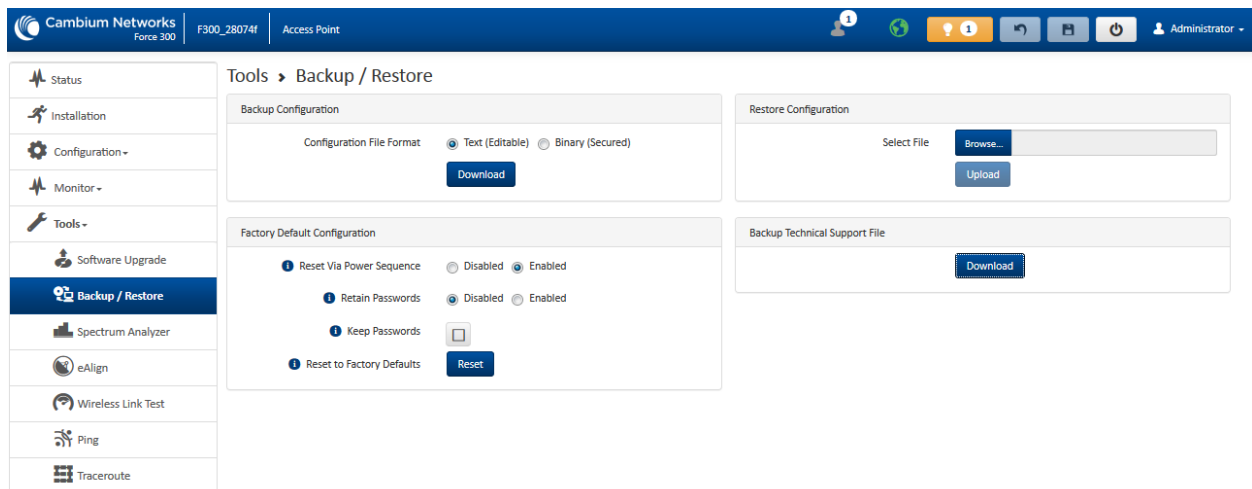 Cambium Networks
Force 300
F300_28074f
Access Point
1
1
Administrator
Status
Installation
Configuration
Monitor
Tools
Software Upgrade
Backup / Restore
Spectrum Analyzer
eAlign
Wireless Link Test
Ping
Traceroute
Tools > Backup / Restore
Backup Configuration
Configuration File Format Text (Editable) Binary (Secured)
Download
Factory Default Configuration
Reset Via Power Sequence Disabled Enabled
Retain Passwords Disabled Enabled
Keep Passwords
Reset to Factory Defaults Reset
Restore Configuration
Select File Browse...
Upload
Backup Technical Support File
Download